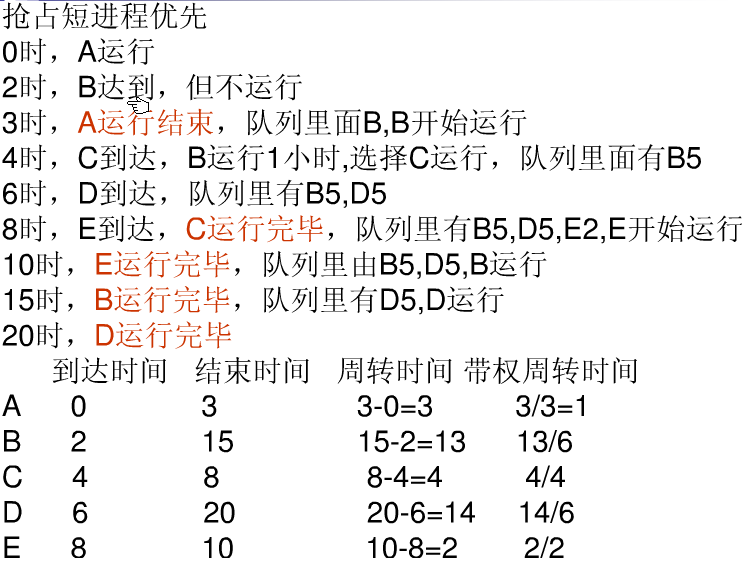 抢占短进程优先
0时，A运行
2时，B达到，但不运行
3时，A运行结束，队列里面B,B开始运行
4时，C到达，B运行1小时,选择C运行，队列里面有B5
6时，D到达，队列里有B5,D5
8时，E到达，C运行完毕，队列里有B5,D5,E2,E开始运行
10时，E运行完毕，队列里由B5,D5,B运行
15时，B运行完毕，队列里有D5,D运行
20时，D运行完毕
到达时间 结束时间 周转时间 带权周转时间
A 0 3 3-0=3 3/3=1
B 2 15 15-2=13 13/6
C 4 8 8-4=4 4/4
D 6 20 20-6=14 14/6
E 8 10 10-8=2 2/2